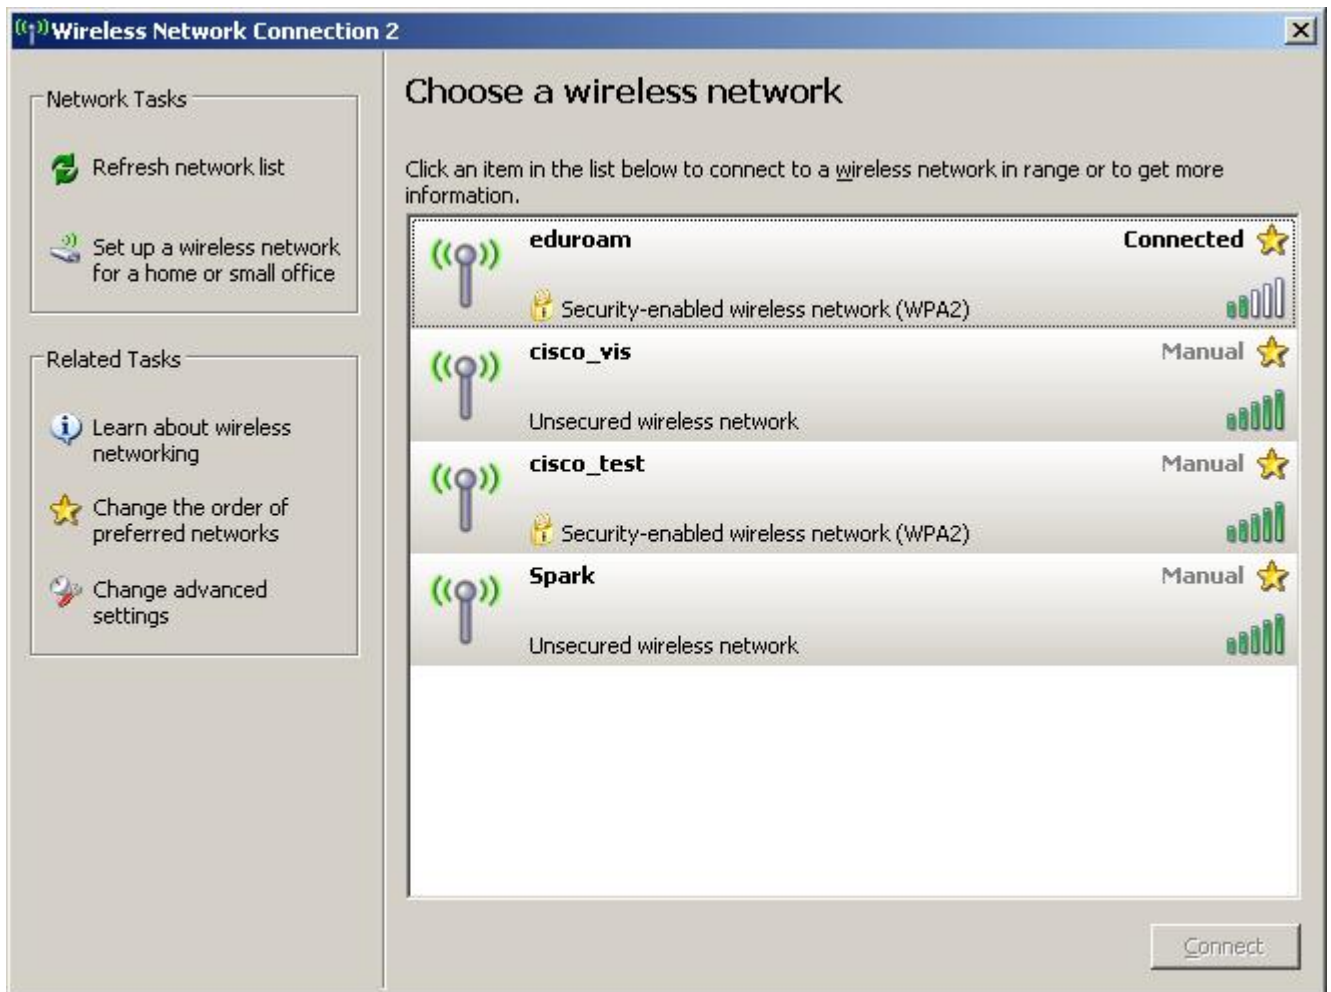 Wireless Network Connection 2
Network Tasks
Refresh network list
Set up a wireless network
for a home or small office
Related Tasks
Learn about wireless
networking
Change the order of
preferred networks
Change advanced
settings
Choose a wireless network
Click an item in the list below to connect to a wireless network in range or to get more
information.
eduroam Connected
Security-enabled wireless network (WPA2)
cisco_vis Manual
Unsecured wireless network
cisco_test Manual
Security-enabled wireless network (WPA2)
Spark Manual
Unsecured wireless network
Connect